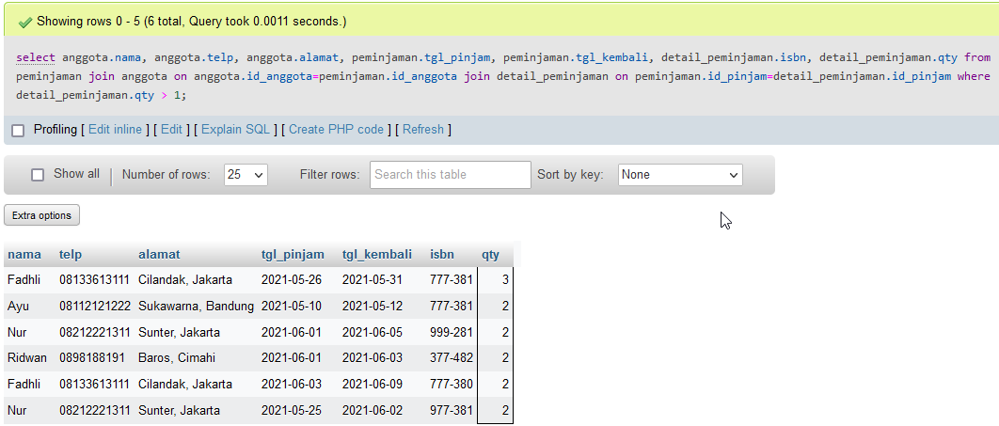 Showing rows 0 - 5 (6 total, Query took 0.0011 seconds.)
select anggota.nama, anggota.telp, anggota.alamat, peminjaman.tgl_pinjam, peminjaman.tgl_kembali, detail_peminjaman.isbn, detail_peminjaman.qty from
peminjaman join anggota on anggota.id_anggota=peminjaman.id_anggota join detail_peminjaman on peminjaman.id_pinjam=detail_peminjaman.id_pinjam where
detail_peminjaman.qty > 1;
Profiling [ Edit inline ] [ Edit ] [ Explain SQL ] [ Create PHP code ] [ Refresh ]
Show all Number of rows: 25 Filter rows: Search this table Sort by key: None
Extra options
nama telp alamat tgl_pinjam tgl_kembali isbn qty
Fadhli 08133613111 Cilandak, Jakarta 2021-05-26 2021-05-31 777-381 3
Ayu 08112121222 Sukawarna, Bandung 2021-05-10 2021-05-12 777-381 2
Nur 08212221311 Sunter, Jakarta 2021-06-01 2021-06-05 999-281 2
Ridwan 0898188191 Baros, Cimahi 2021-06-01 2021-06-03 377-482 2
Fadhli 08133613111 Cilandak, Jakarta 2021-06-03 2021-06-09 777-380 2
Nur 08212221311 Sunter, Jakarta 2021-05-25 2021-06-02 977-381 2